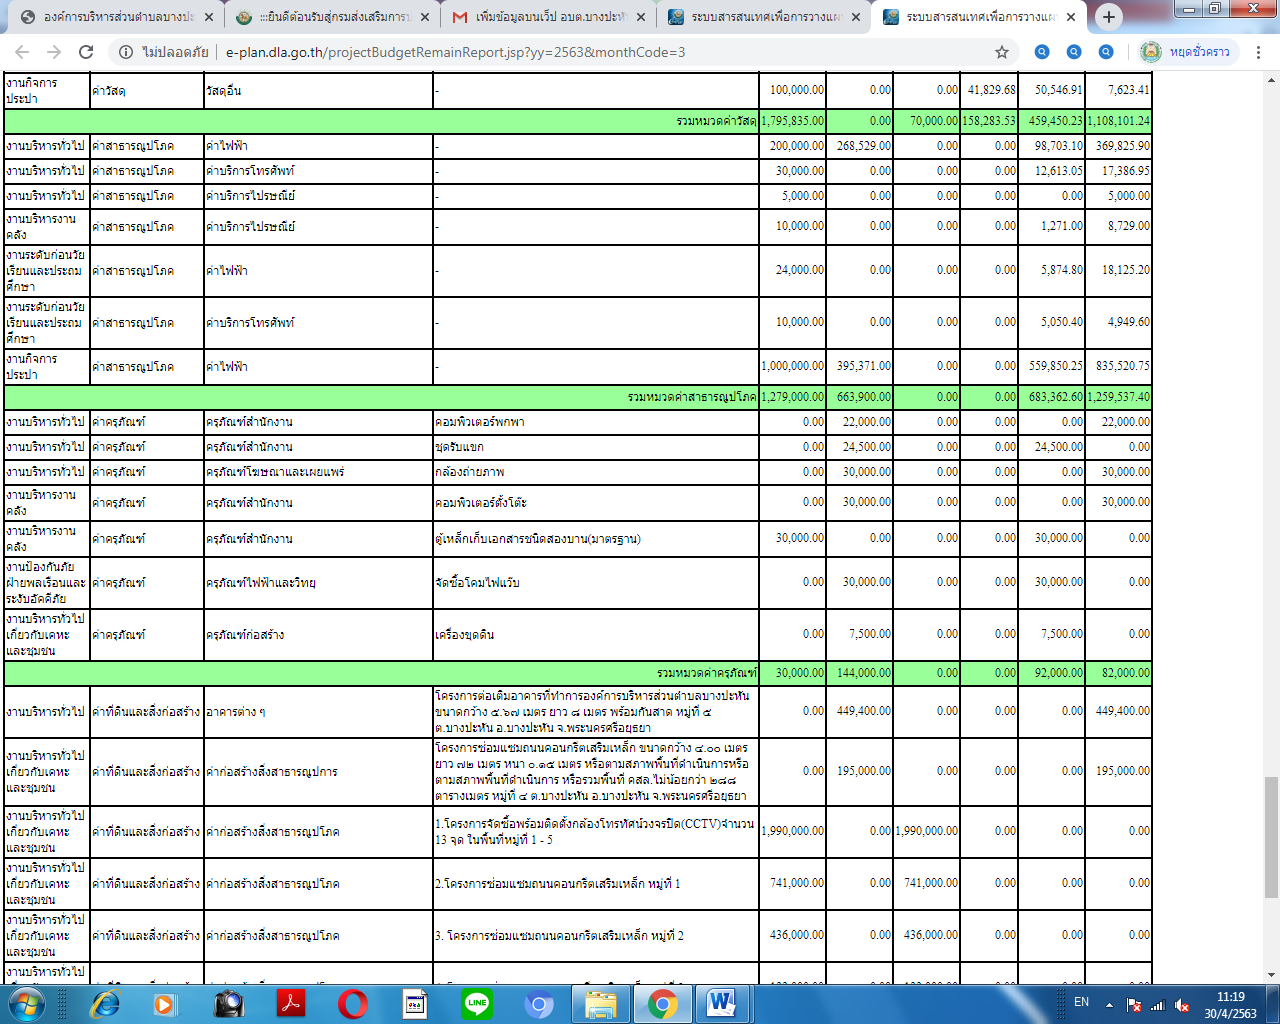 องค์การบริหารส่วนตำบลบางปะ
:::ยินดีต้อนรับสู่กรมส่งเสริมการป
เพิ่มข้อมูลบนเว็ป อบต.บางปะหั
ระบบสารสนเทศเพื่อการวางแผ
ระบบสารสนเทศเพื่อการวางแผ
ไม่ปลอดภัย | e-plan.dla.go.th/projectBudgetRemainReport.jsp?yy=2563&monthCode=3
หยุดชั่วคราว
งานกิจการ
ประปา ค่าวัสดุ วัสดุอื่น - 100,000.00 0.00 0.00 41,829.68 50,546.91 7,623.41
รวมหมวดค่าวัสดุ 1,795,835.00 0.00 70,000.00 158,283.53 459,450.23 1,108,101.24
งานบริหารทั่วไป ค่าสาธารณูปโภค ค่าไฟฟ้า - 200,000.00 268,529.00 0.00 0.00 98,703.10 369,825.90
งานบริหารทั่วไป ค่าสาธารณูปโภค ค่าบริการโทรศัพท์ - 30,000.00 0.00 0.00 0.00 12,613.05 17,386.95
งานบริหารทั่วไป ค่าสาธารณูปโภค ค่าบริการไปรษณีย์ - 5,000.00 0.00 0.00 0.00 0.00 5,000.00
งานบริหารงาน
คลัง ค่าสาธารณูปโภค ค่าบริการไปรษณีย์ - 10,000.00 0.00 0.00 0.00 1,271.00 8,729.00
งานระดับก่อนวัย
เรียนและประถม
ศึกษา ค่าสาธารณูปโภค ค่าไฟฟ้า - 24,000.00 0.00 0.00 0.00 5,874.80 18,125.20
งานระดับก่อนวัย
เรียนและประถม
ศึกษา ค่าสาธารณูปโภค ค่าบริการโทรศัพท์ - 10,000.00 0.00 0.00 0.00 5,050.40 4,949.60
งานกิจการ
ประปา ค่าสาธารณูปโภค ค่าไฟฟ้า - 1,000,000.00 395,371.00 0.00 0.00 559,850.25 835,520.75
รวมหมวดค่าสาธารณูปโภค 1,279,000.00 663,900.00 0.00 0.00 683,362.60 1,259,537.40
งานบริหารทั่วไป ค่าครุภัณฑ์ ครุภัณฑ์สำนักงาน คอมพิวเตอร์พกพา 0.00 22,000.00 0.00 0.00 0.00 22,000.00
งานบริหารทั่วไป ค่าครุภัณฑ์ ครุภัณฑ์สำนักงาน ชุดรับแขก 0.00 24,500.00 0.00 0.00 24,500.00 0.00
งานบริหารทั่วไป ค่าครุภัณฑ์ ครุภัณฑ์โฆษณาและเผยแพร่ กล้องถ่ายภาพ 0.00 30,000.00 0.00 0.00 0.00 30,000.00
งานบริหารงาน
คลัง ค่าครุภัณฑ์ ครุภัณฑ์สำนักงาน คอมพิวเตอร์ตั้งโต๊ะ 0.00 30,000.00 0.00 0.00 0.00 30,000.00
งานบริหารงาน
คลัง ค่าครุภัณฑ์ ครุภัณฑ์สำนักงาน ตู้เหล็กเก็บเอกสารชนิดสองบาน(มาตรฐาน) 30,000.00 0.00 0.00 0.00 30,000.00 0.00
งานป้องกันภัย
ฝ่ายพลเรือนและ
ระงับอัคคีภัย ค่าครุภัณฑ์ ครุภัณฑ์ไฟฟ้าและวิทยุ จัดซื้อโคมไฟแว๊บ 0.00 30,000.00 0.00 0.00 30,000.00 0.00
งานบริหารทั่วไป
เกี่ยวกับเคหะ
และชุมชน ค่าครุภัณฑ์ ครุภัณฑ์ก่อสร้าง เครื่องขุดดิน 0.00 7,500.00 0.00 0.00 7,500.00 0.00
รวมหมวดค่าครุภัณฑ์ 30,000.00 144,000.00 0.00 0.00 92,000.00 82,000.00
งานบริหารทั่วไป ค่าที่ดินและสิ่งก่อสร้าง อาคารต่าง ๆ โครงการต่อเติมอาคารที่ทำการองค์การบริหารส่วนตำบลบางปะหัน
ขนาดกว้าง ๕.๖๗ เมตร ยาว ๘ เมตร พร้อมกันสาด หมู่ที่ ๕
ต.บางปะหัน อ.บางปะหัน จ.พระนครศรีอยุธยา 0.00 449,400.00 0.00 0.00 0.00 449,400.00
งานบริหารทั่วไป
เกี่ยวกับเคหะ
และชุมชน ค่าที่ดินและสิ่งก่อสร้าง ค่าก่อสร้างสิ่งสาธารณูปการ โครงการซ่อมแซมถนนคอนกรีตเสริมเหล็ก ขนาดกว้าง ๔.๐๐ เมตร
ยาว ๗๒ เมตร หนา ๐.๑๕ เมตร หรือตามสภาพพื้นที่ดำเนินการหรือ
ตามสภาพพื้นที่ดำเนินการ หรือรวมพื้นที่ คสล.ไม่น้อยกว่า ๒๘๘
ตารางเมตร หมู่ที่ ๔ ต.บางปะหัน อ.บางปะหัน จ.พระนครศรีอยุธยา 0.00 195,000.00 0.00 0.00 0.00 195,000.00
งานบริหารทั่วไป
เกี่ยวกับเคหะ
และชุมชน ค่าที่ดินและสิ่งก่อสร้าง ค่าก่อสร้างสิ่งสาธารณูปโภค 1.โครงการจัดซื้อพร้อมติดตั้งกล้องโทรทัศน์วงจรปิด(CCTV)จำนวน
13 จุด ในพื้นที่หมู่ที่ 1 - 5 1,990,000.00 0.00 1,990,000.00 0.00 0.00 0.00
งานบริหารทั่วไป
เกี่ยวกับเคหะ
และชุมชน ค่าที่ดินและสิ่งก่อสร้าง ค่าก่อสร้างสิ่งสาธารณูปโภค 2.โครงการซ่อมแซมถนนคอนกรีตเสริมเหล็ก หมู่ที่ 1 741,000.00 0.00 741,000.00 0.00 0.00 0.00
งานบริหารทั่วไป
เกี่ยวกับเคหะ
และชุมชน ค่าที่ดินและสิ่งก่อสร้าง ค่าก่อสร้างสิ่งสาธารณูปโภค 3. โครงการซ่อมแซมถนนคอนกรีตเสริมเหล็ก หมู่ที่ 2 436,000.00 0.00 436,000.00 0.00 0.00 0.00
งานบริหารทั่วไป
LINE
EN
11:19
30/4/2563